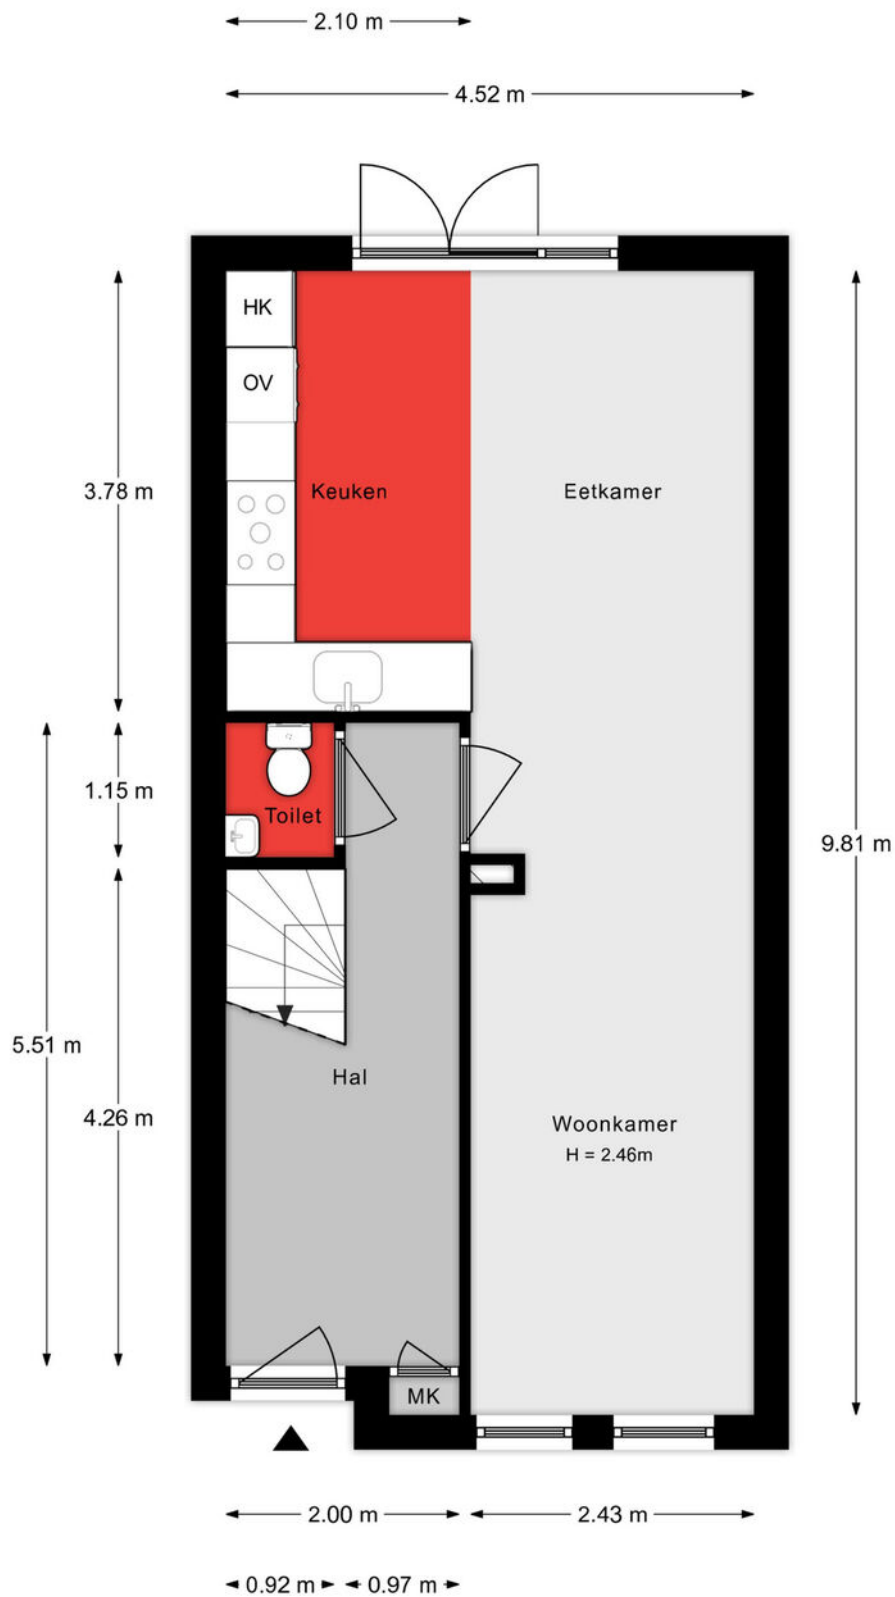 2.10 m
4.52 m
HK
OV
3.78 m
Keuken
Eetkamer
1.15 m
Toilet
9.81 m
5.51 m
Hal
4.26 m
Woonkamer
H = 2.46m
MK
2.00 m
2.43 m
0.92 m
0.97 m